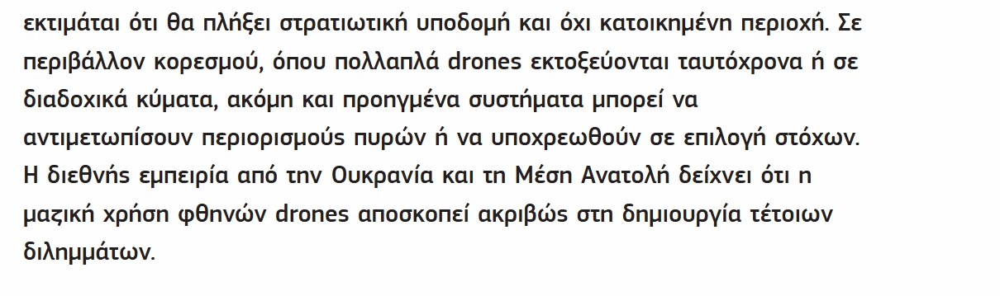 εκτιμάται ότι θα πλήξει στρατιωτική υποδομή και όχι κατοικημένη περιοχή. Σε
περιβάλλον κορεσμού, όπου πολλαπλά drones εκτοξεύονται ταυτόχρονα ή σε
διαδοχικά κύματα, ακόμη και προηγμένα συστήματα μπορεί να
αντιμετωπίσουν περιορισμούς πυρών ή να υποχρεωθούν σε επιλογή στόχων.
Η διεθνής εμπειρία από την Ουκρανία και τη Μέση Ανατολή δείχνει ότι η
μαζική χρήση φθηνών drones αποσκοπεί ακριβώς στη δημιουργία τέτοιων
διλημμάτων.